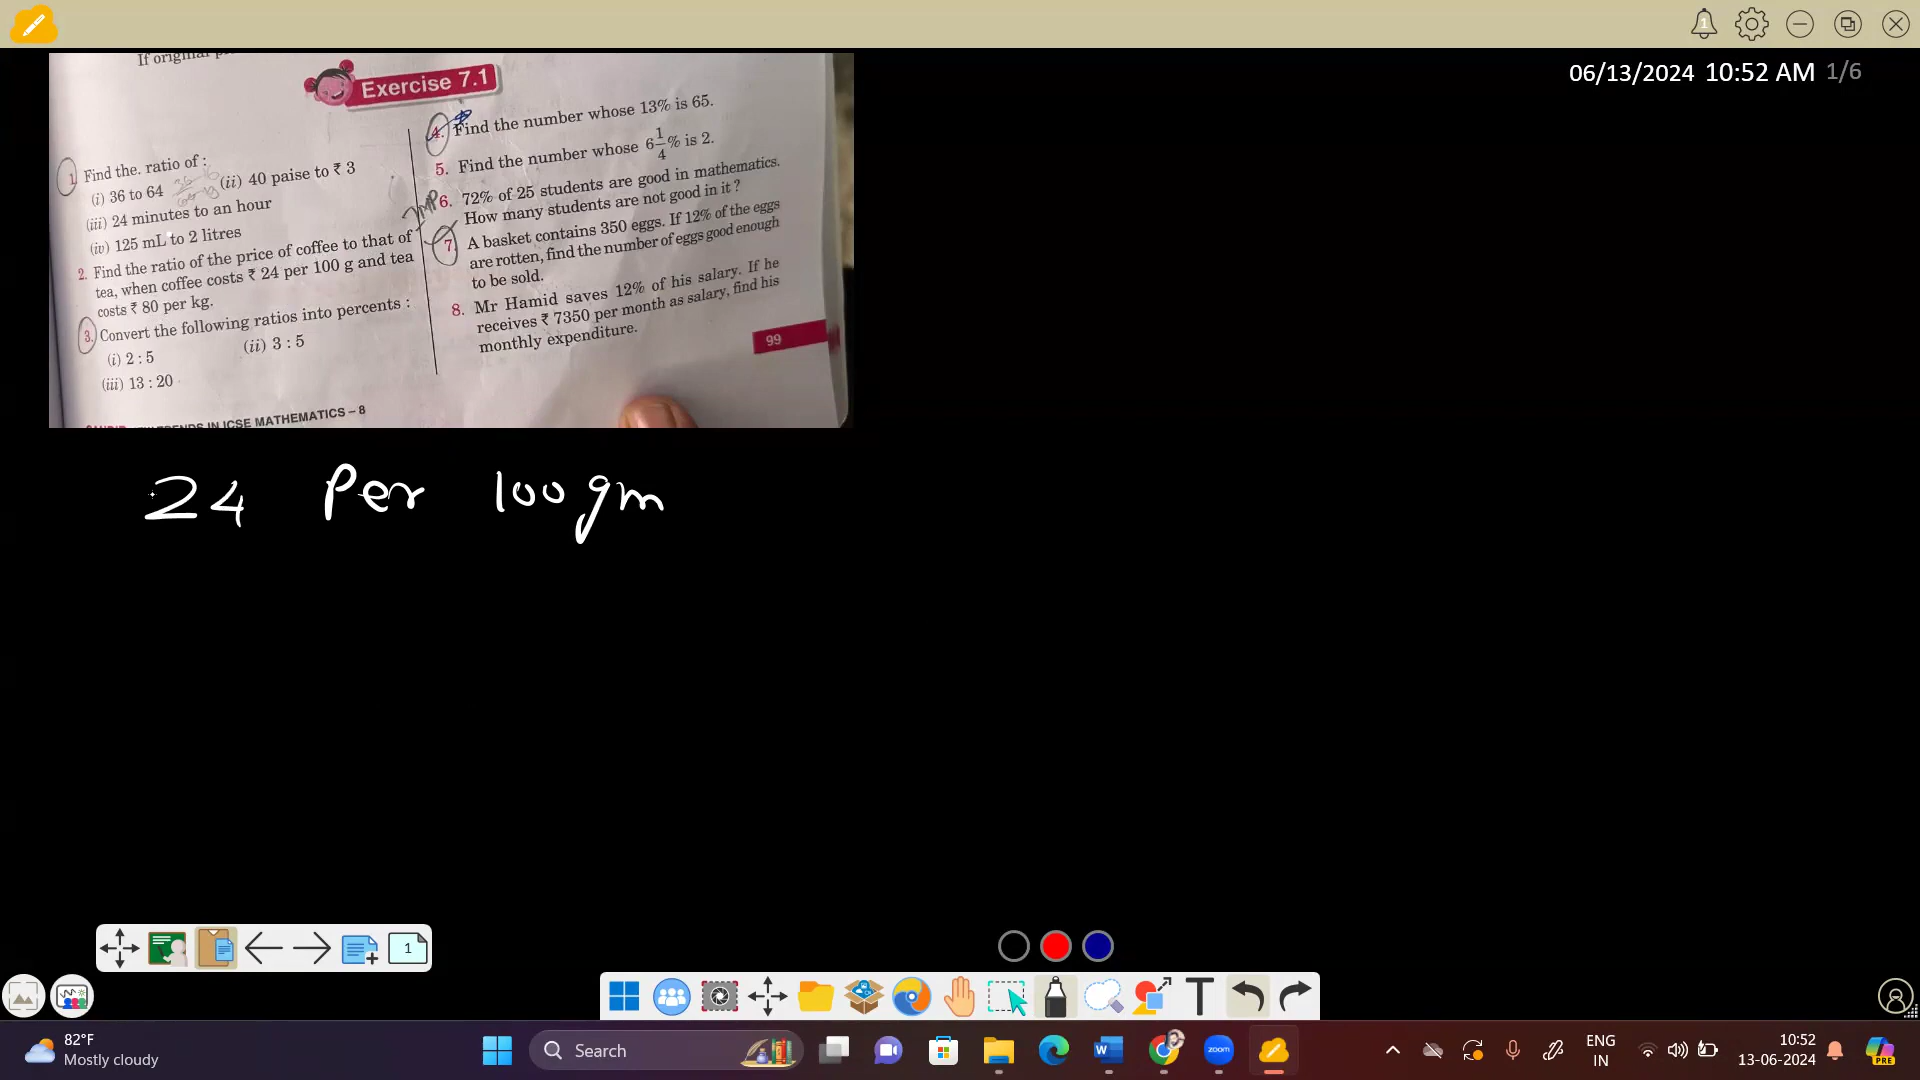 06/13/2024 10:52 AM 1/6
Exercise 7.1
1. Find the. ratio of :
(i) 36 to 64 (ii) 40 paise to ₹ 3
(iii) 24 minutes to an hour
(iv) 125 mL to 2 litres
2. Find the ratio of the price of coffee to that of
tea, when coffee costs ₹ 24 per 100 g and tea
costs ₹ 80 per kg.
3. Convert the following ratios into percents :
(i) 2 : 5 (ii) 3 : 5
(iii) 13 : 20
IN ICSE MATHEMATICS – 8
4. Find the number whose 13% is 65.
5. Find the number whose 6 1/4 % is 2.
IMP 6. 72% of 25 students are good in mathematics.
How many students are not good in it ?
7. A basket contains 350 eggs. If 12% of the eggs
are rotten, find the number of eggs good enough
to be sold.
8. Mr Hamid saves 12% of his salary. If he
receives ₹ 7350 per month as salary, find his
monthly expenditure.
99
24 Per 100 gm
1
T
82°F
Mostly cloudy
Search
zoom
ENG
IN
10:52
13-06-2024
PRE